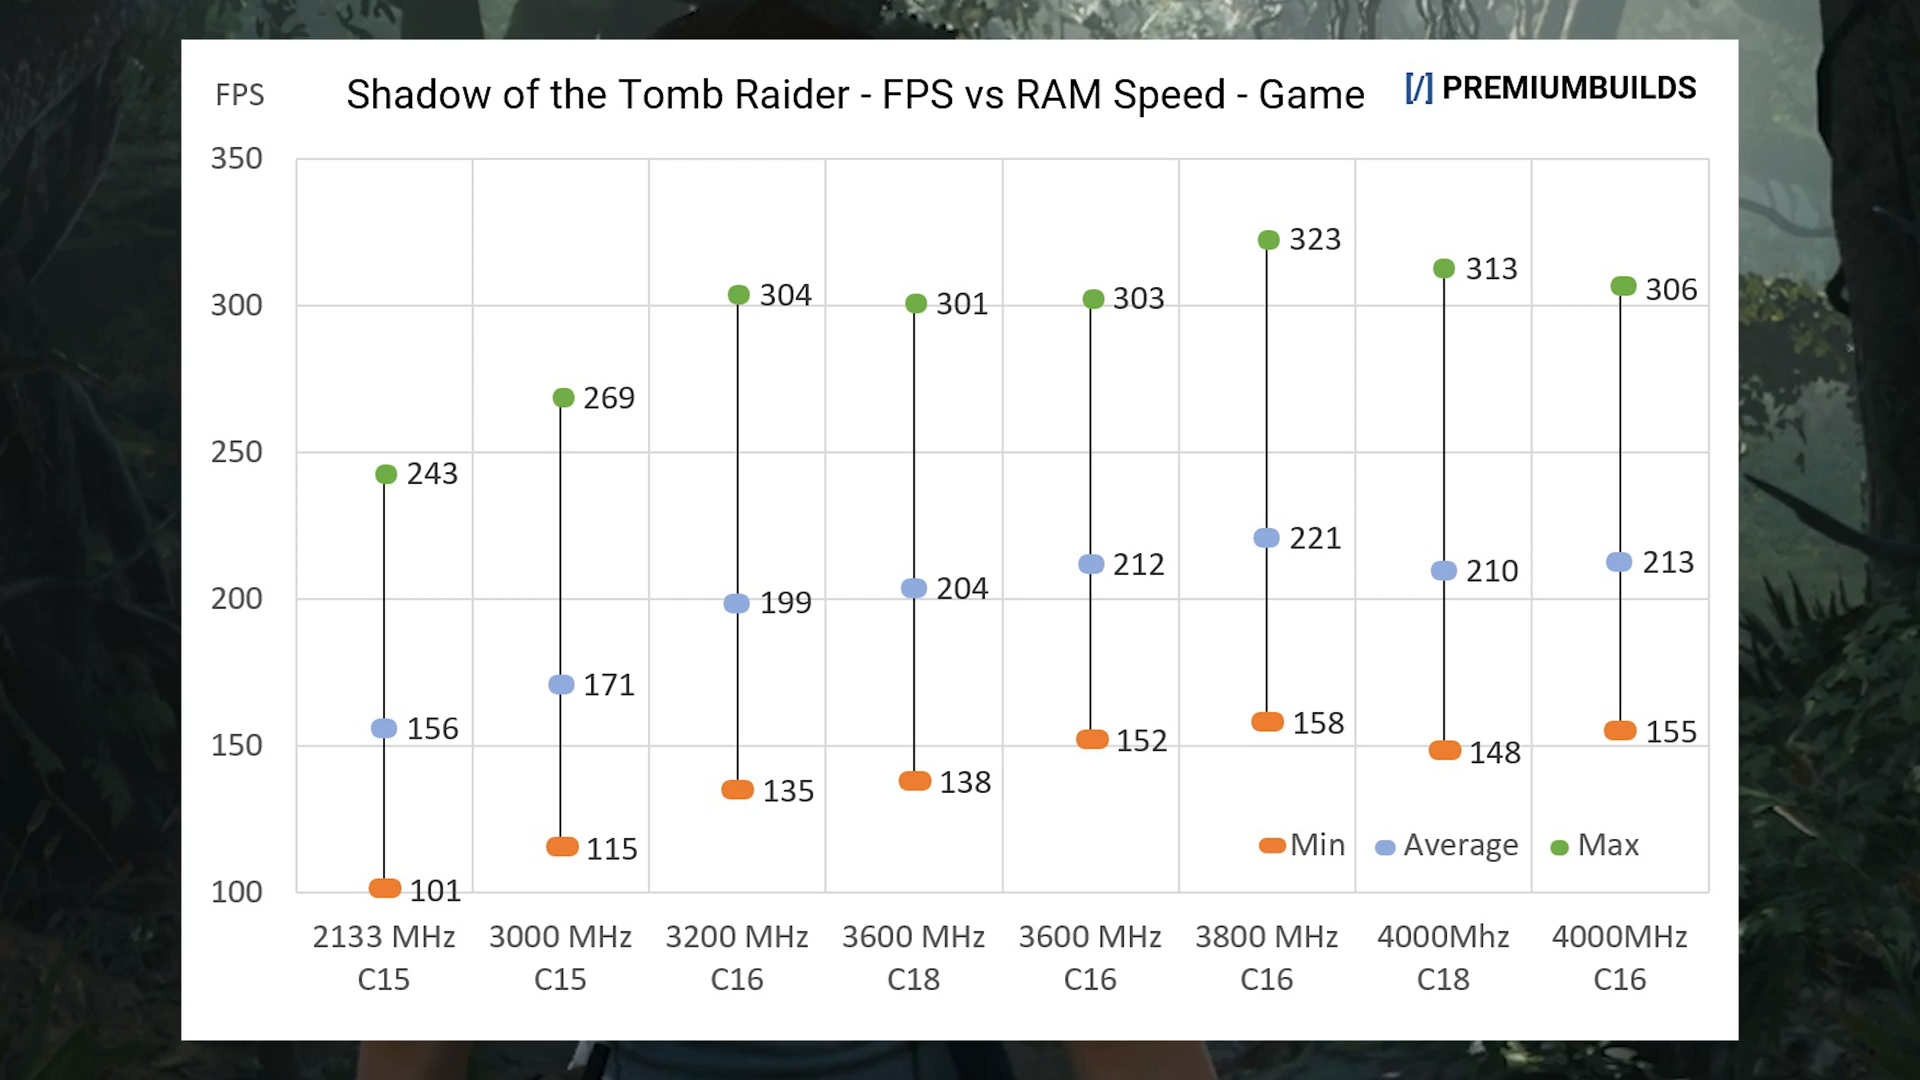 FPS
Shadow of the Tomb Raider - FPS vs RAM Speed - Game
[/] PREMIUMBUILDS
350
300
250
200
150
100
243
156
101
269
171
115
304
199
135
301
204
138
303
212
152
323
221
158
313
210
148
306
213
155
Min
Average
Max
2133 MHz
C15
3000 MHz
C15
3200 MHz
C16
3600 MHz
C18
3600 MHz
C16
3800 MHz
C16
4000Mhz
C18
4000MHz
C16